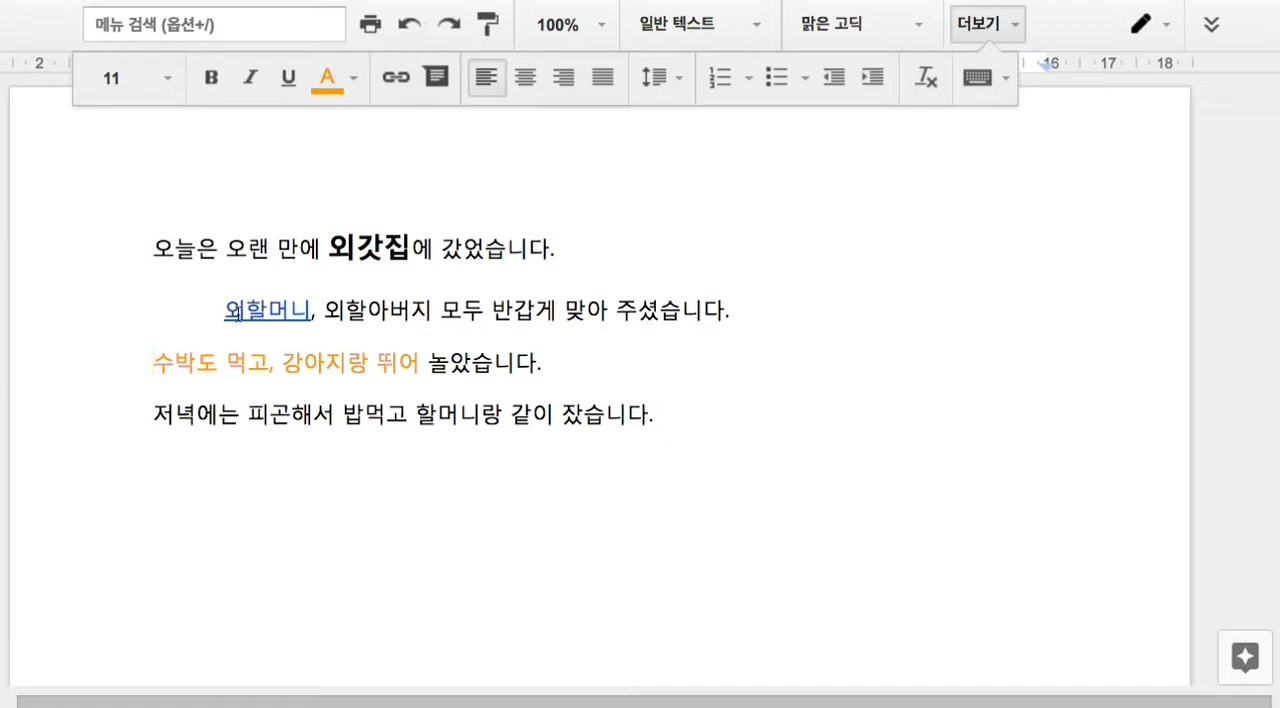 메뉴 검색 (옵션+/) 100% 일반 텍스트 맑은 고딕 더보기
2 16 17 18
11 B I U A
오늘은 오랜 만에 외갓집에 갔었습니다.
외할머니, 외할아버지 모두 반갑게 맞아 주셨습니다.
수박도 먹고, 강아지랑 뛰어 놀았습니다.
저녁에는 피곤해서 밥먹고 할머니랑 같이 잤습니다.